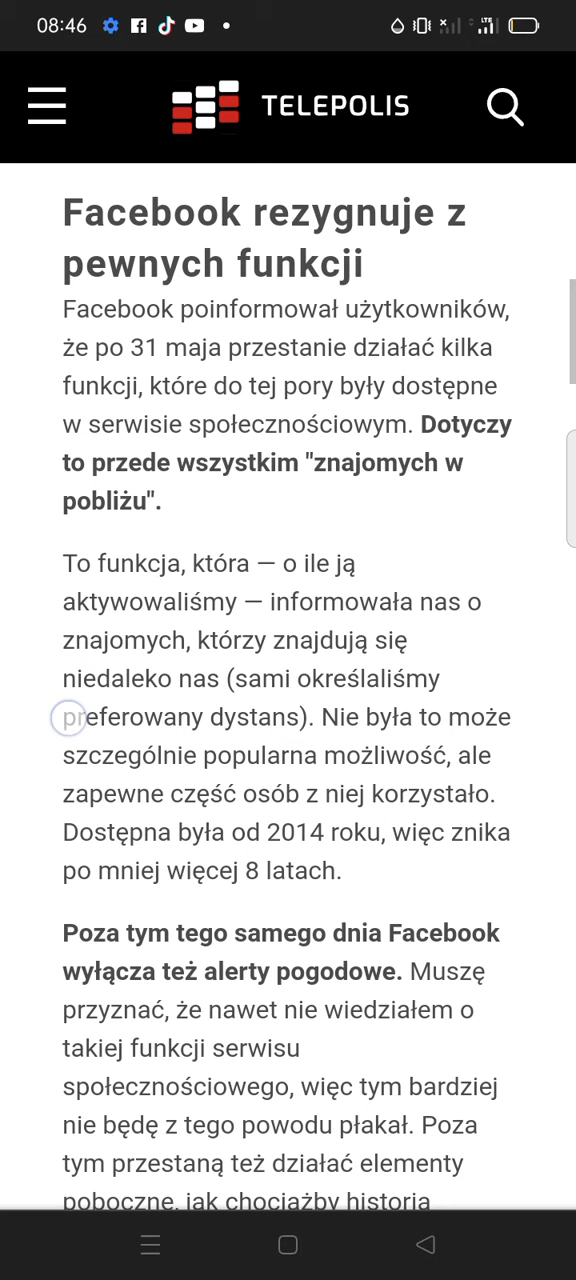 08:46
LTE
TELEPOLIS
Facebook rezygnuje z
pewnych funkcji
Facebook poinformował użytkowników,
że po 31 maja przestanie działać kilka
funkcji, które do tej pory były dostępne
w serwisie społecznościowym. Dotyczy
to przede wszystkim "znajomych w
pobliżu".
To funkcja, która — o ile ją
aktywowaliśmy — informowała nas o
znajomych, którzy znajdują się
niedaleko nas (sami określaliśmy
preferowany dystans). Nie była to może
szczególnie popularna możliwość, ale
zapewne część osób z niej korzystało.
Dostępna była od 2014 roku, więc znika
po mniej więcej 8 latach.
Poza tym tego samego dnia Facebook
wyłącza też alerty pogodowe. Muszę
przyznać, że nawet nie wiedziałem o
takiej funkcji serwisu
społecznościowego, więc tym bardziej
nie będę z tego powodu płakał. Poza
tym przestaną też działać elementy
poboczne, jak chociażby historia